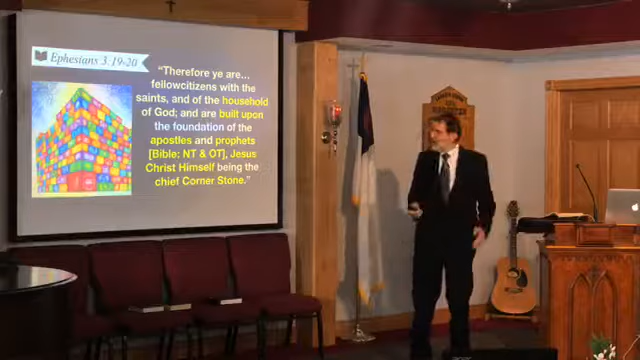 Ephesians 3.19-20
“Therefore ye are...
fellowcitizens with the
saints, and of the household
of God; and are built upon
the foundation of the
apostles and prophets
[Bible; NT & OT], Jesus
Christ Himself being the
chief Corner Stone.”